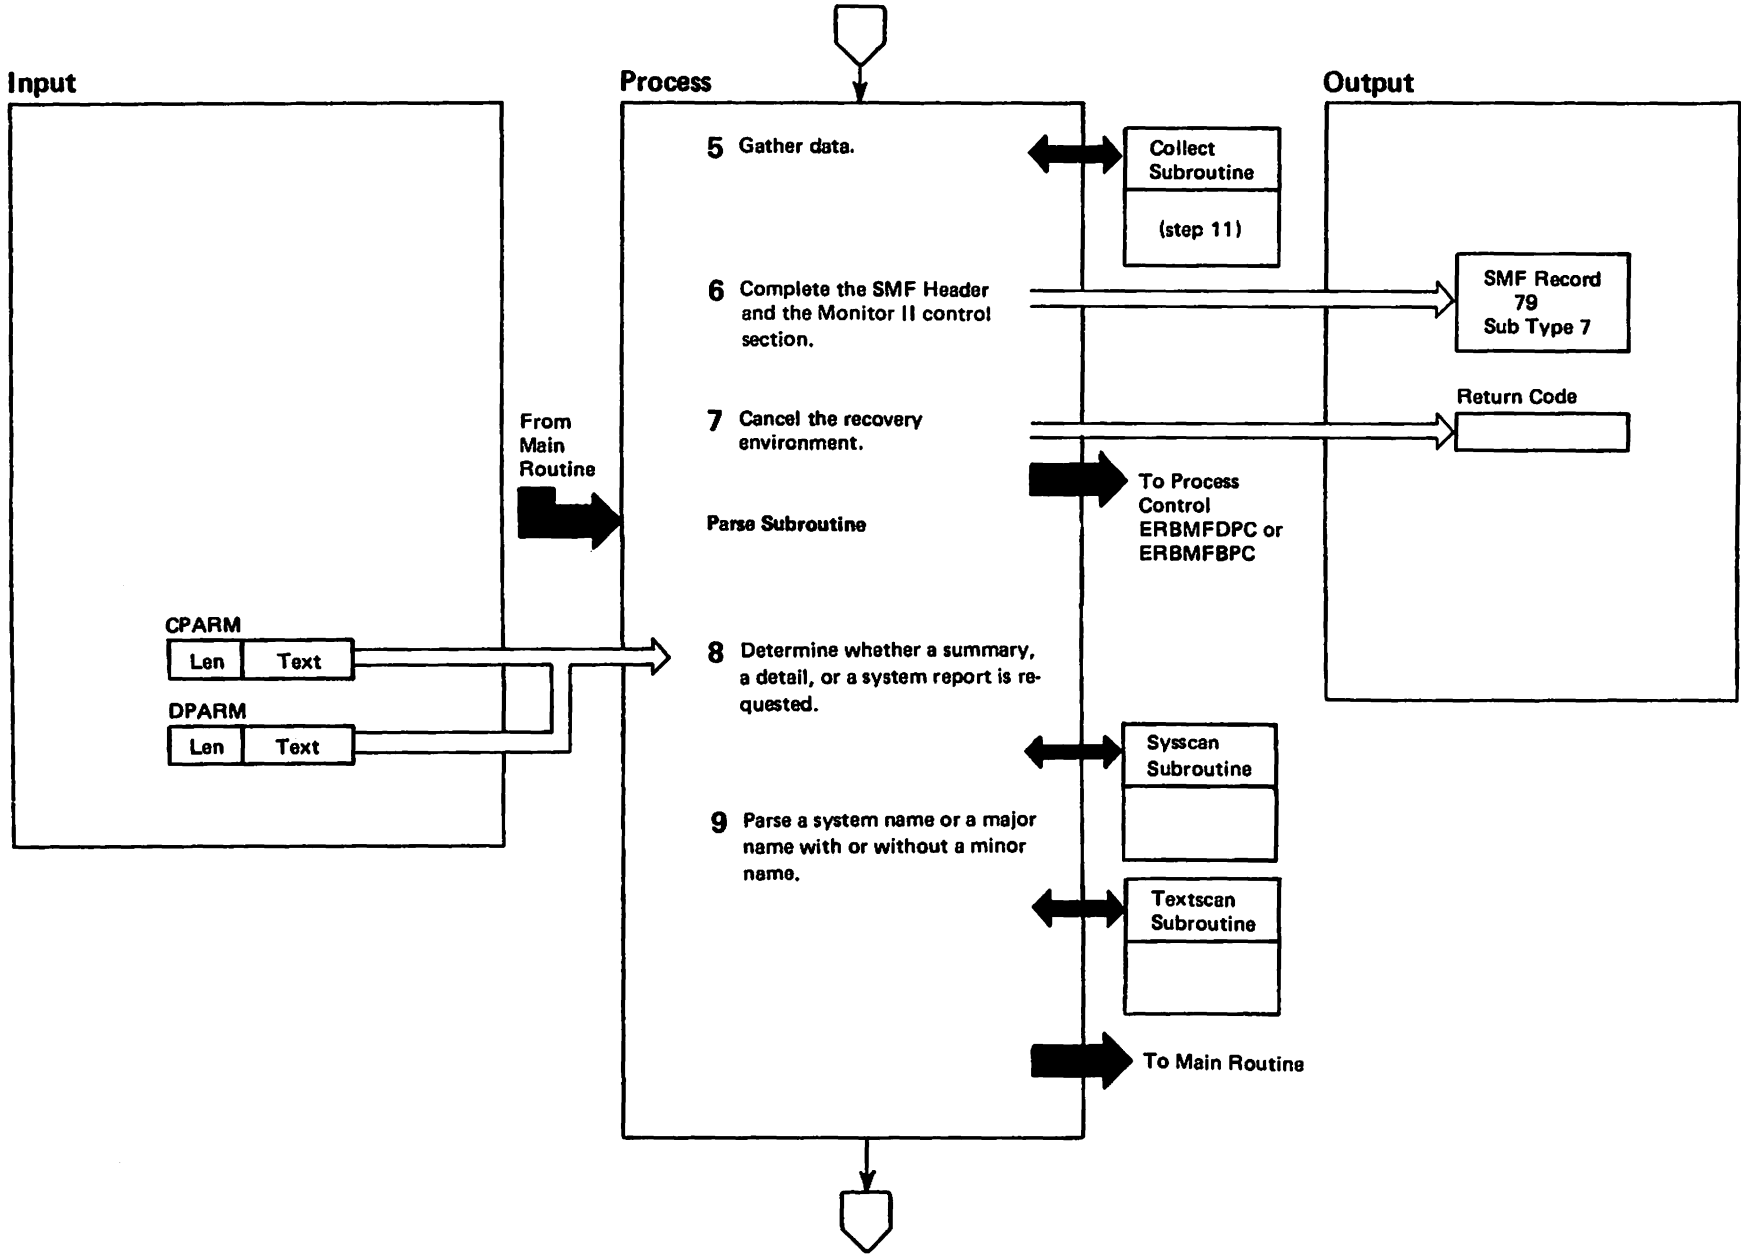 Input
Process
Output
5 Gather data.
Collect
Subroutine
(step 11)
6 Complete the SMF Header
and the Monitor II control
section.
SMF Record
79
Sub Type 7
7 Cancel the recovery
environment.
Return Code
From
Main
Routine
To Process
Control
ERBMFDPC or
ERBMFBPC
Parse Subroutine
CPARM
Len Text
8 Determine whether a summary,
a detail, or a system report is re-
quested.
DPARM
Len Text
Sysscan
Subroutine
9 Parse a system name or a major
name with or without a minor
name.
Textscan
Subroutine
To Main Routine